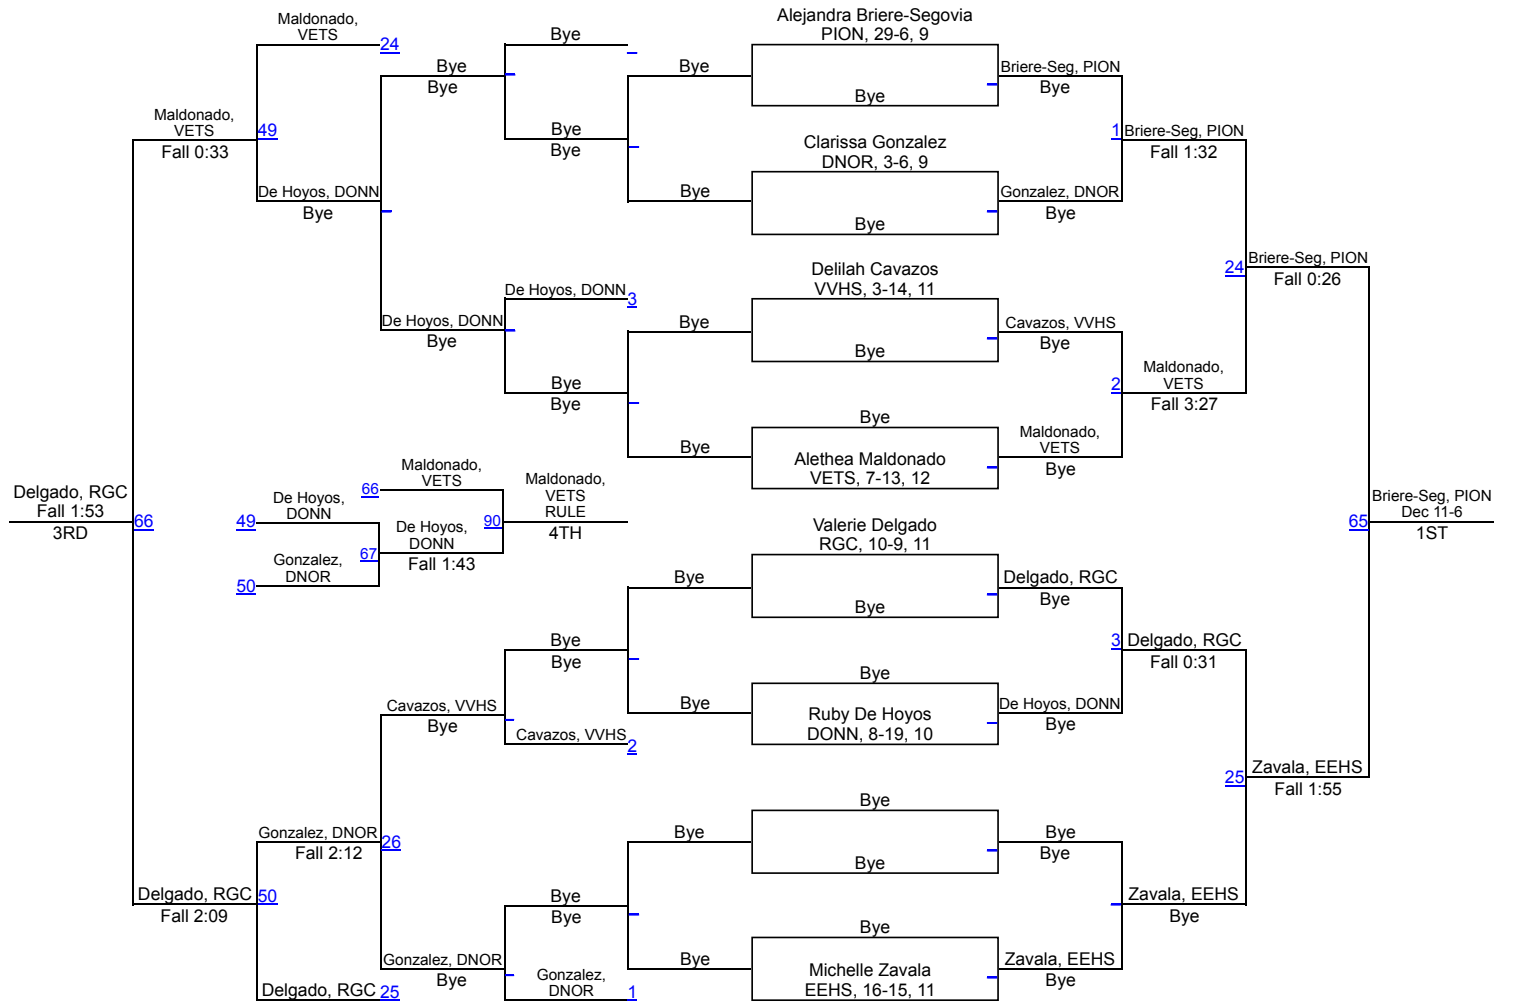 Maldonado,
VETS
24
Bye
Alejandra Briere-Segovia
PION, 29-6, 9
Bye
Bye
Bye
Briere-Seg, PION
Bye
Bye
Maldonado,
VETS
49
Fall 0:33
Bye
Bye
Clarissa Gonzalez
DNOR, 3-6, 9
1
Briere-Seg, PION
Fall 1:32
De Hoyos, DONN
Bye
Bye
Gonzalez, DNOR
Bye
Bye
Delilah Cavazos
VVHS, 3-14, 11
24
Briere-Seg, PION
Fall 0:26
De Hoyos, DONN
3
De Hoyos, DONN
Bye
Bye
Cavazos, VVHS
Bye
Bye
Bye
Bye
Bye
2
Maldonado,
VETS
Fall 3:27
Bye
Maldonado,
VETS
Bye
Bye
Alethea Maldonado
VETS, 7-13, 12
Maldonado,
VETS
66
Maldonado,
VETS
RULE
4TH
Delgado, RGC
Fall 1:53
3RD
66
De Hoyos,
DONN
49
De Hoyos,
DONN
Fall 1:43
90
67
Gonzalez,
DNOR
50
Valerie Delgado
RGC, 10-9, 11
Bye
Bye
Delgado, RGC
Bye
65
Briere-Seg, PION
Dec 11-6
1ST
Bye
Bye
3
Delgado, RGC
Fall 0:31
Bye
Cavazos, VVHS
Bye
Bye
Ruby De Hoyos
DONN, 8-19, 10
De Hoyos, DONN
Bye
Cavazos, VVHS
2
25
Zavala, EEHS
Fall 1:55
Bye
Gonzalez, DNOR
Fall 2:12
26
Bye
Bye
Bye
Bye
Delgado, RGC
Fall 2:09
50
Bye
Bye
Zavala, EEHS
Bye
Bye
Gonzalez, DNOR
Bye
Bye
Michelle Zavala
EEHS, 16-15, 11
Zavala, EEHS
Bye
Gonzalez,
DNOR
1
Delgado, RGC
25